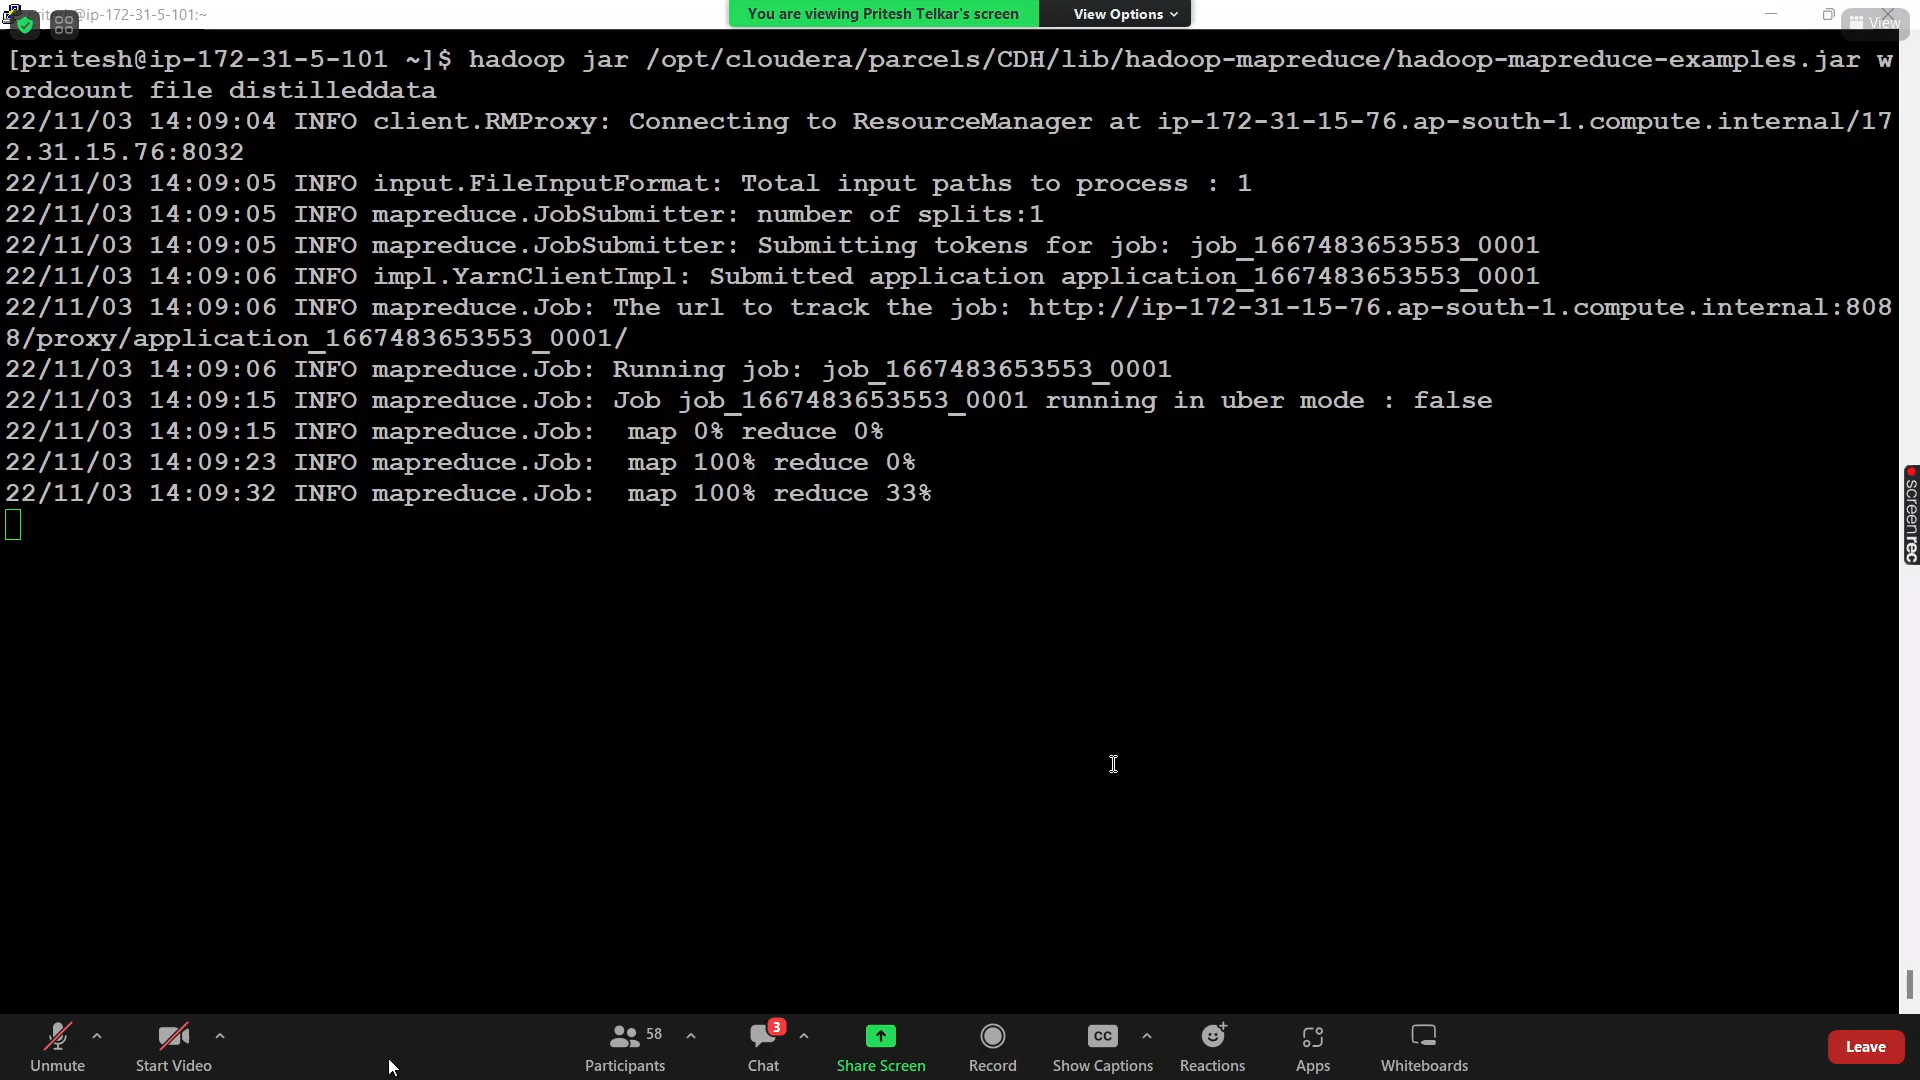 @ip-172-31-5-101:~
You are viewing Pritesh Telkar's screen
View Options
View
[pritesh@ip-172-31-5-101 ~]$ hadoop jar /opt/cloudera/parcels/CDH/lib/hadoop-mapreduce/hadoop-mapreduce-examples.jar w
ordcount file distilleddata
22/11/03 14:09:04 INFO client.RMProxy: Connecting to ResourceManager at ip-172-31-15-76.ap-south-1.compute.internal/17
2.31.15.76:8032
22/11/03 14:09:05 INFO input.FileInputFormat: Total input paths to process : 1
22/11/03 14:09:05 INFO mapreduce.JobSubmitter: number of splits:1
22/11/03 14:09:05 INFO mapreduce.JobSubmitter: Submitting tokens for job: job_1667483653553_0001
22/11/03 14:09:06 INFO impl.YarnClientImpl: Submitted application application_1667483653553_0001
22/11/03 14:09:06 INFO mapreduce.Job: The url to track the job: http://ip-172-31-15-76.ap-south-1.compute.internal:808
8/proxy/application_1667483653553_0001/
22/11/03 14:09:06 INFO mapreduce.Job: Running job: job_1667483653553_0001
22/11/03 14:09:15 INFO mapreduce.Job: Job job_1667483653553_0001 running in uber mode : false
22/11/03 14:09:15 INFO mapreduce.Job:  map 0% reduce 0%
22/11/03 14:09:23 INFO mapreduce.Job:  map 100% reduce 0%
22/11/03 14:09:32 INFO mapreduce.Job:  map 100% reduce 33%
screenrec
Unmute
Start Video
58
Participants
3
Chat
Share Screen
Record
CC
Show Captions
Reactions
Apps
Whiteboards
Leave